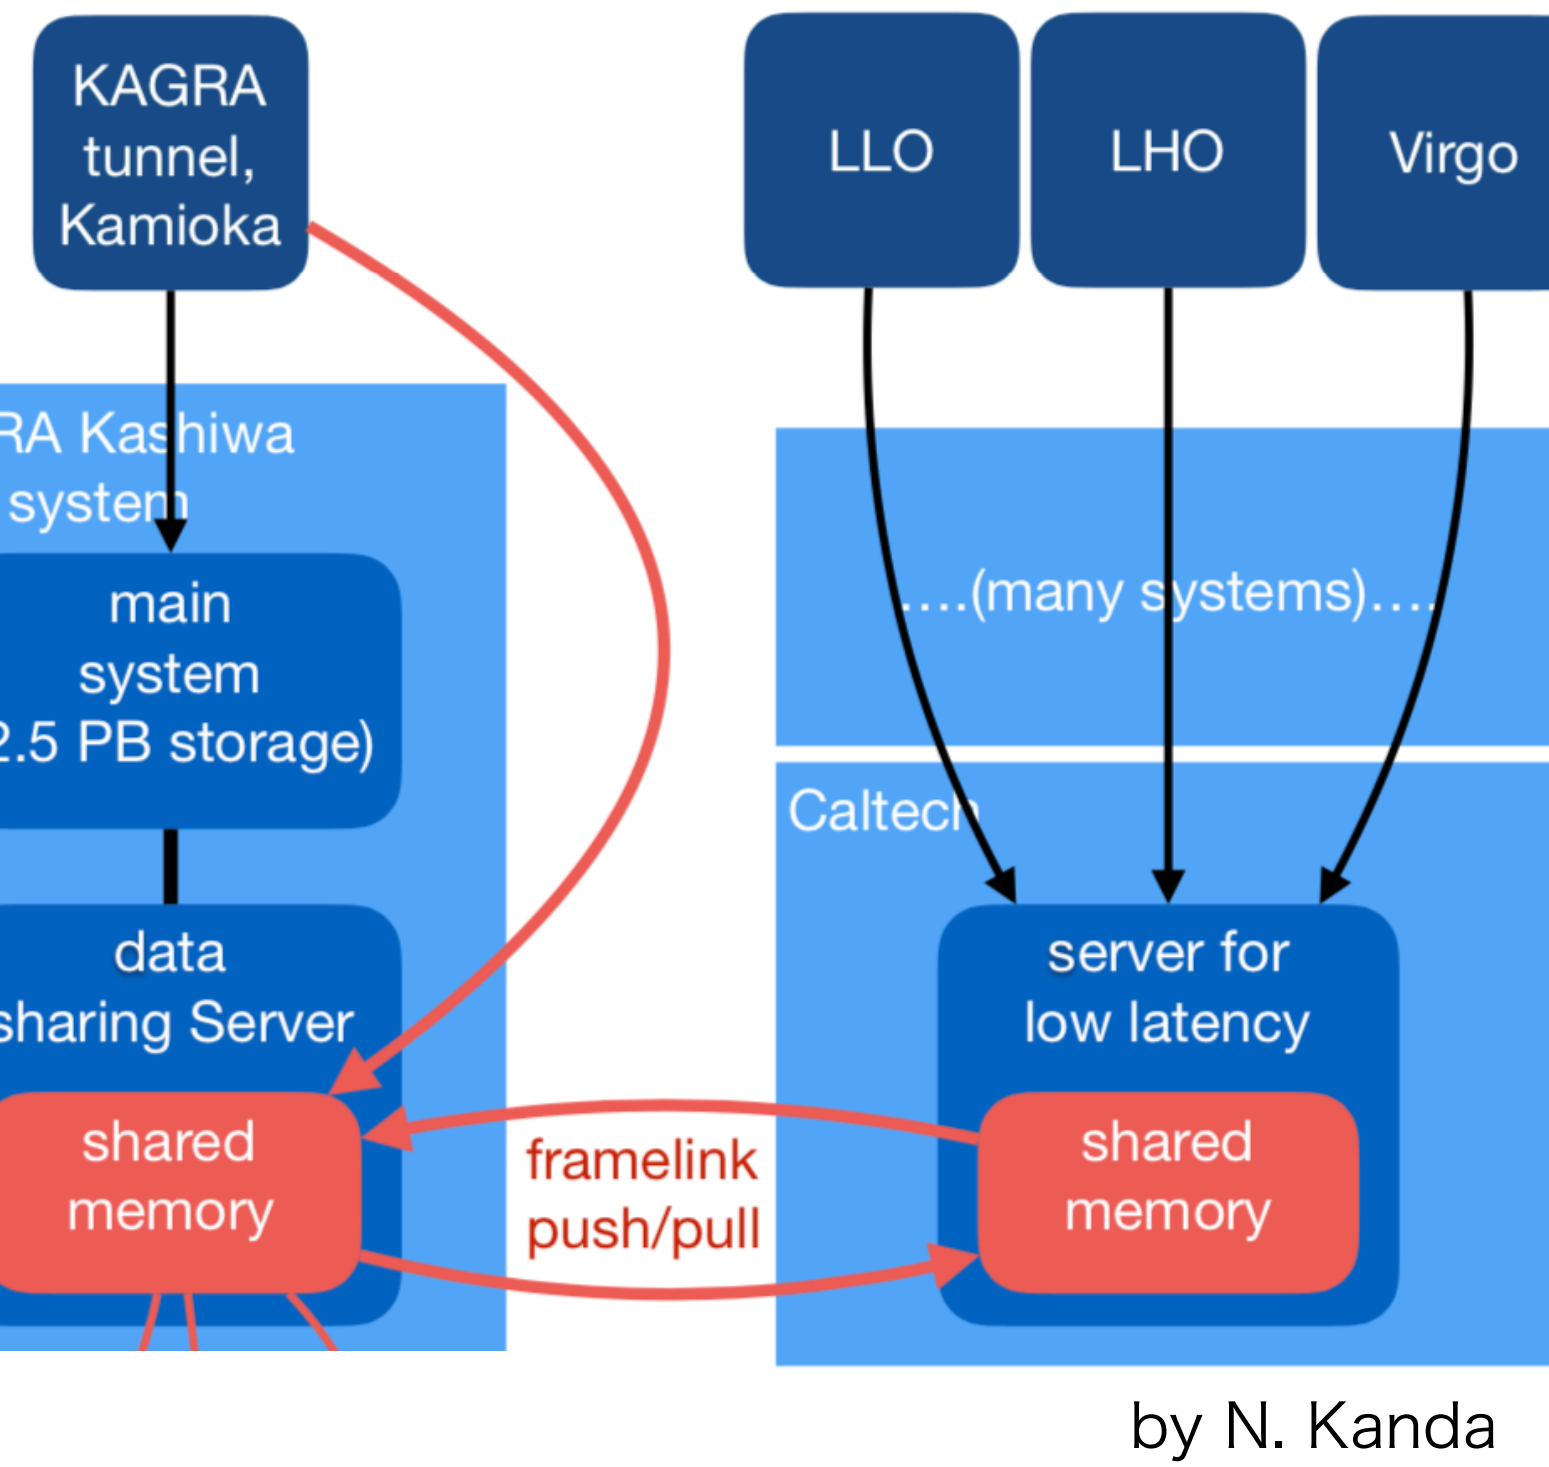 KAGRA
tunnel,
Kamioka
LLO
LHO
Virgo
RA Kashiwa
system
main
system
2.5 PB storage)
data
sharing Server
shared
memory
....(many systems)....
Caltech
server for
low latency
shared
memory
framelink
push/pull
by N. Kanda